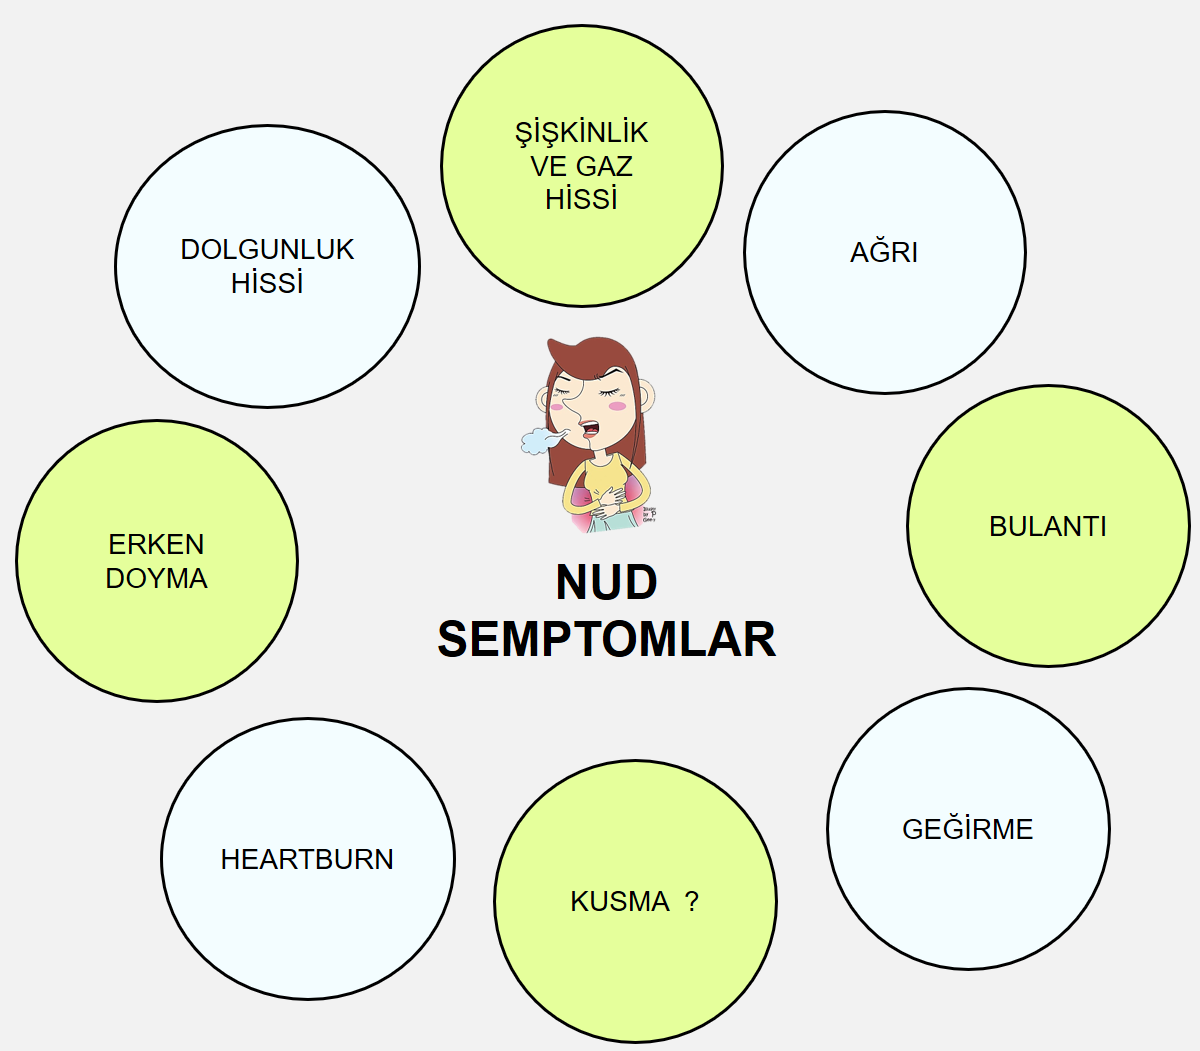 ŞİŞKİNLİK
VE GAZ
HİSSİ
AĞRI
DOLGUNLUK
HİSSİ
BULANTI
ERKEN
DOYMA
NUD
SEMPTOMLAR
GEĞİRME
HEARTBURN
KUSMA ?